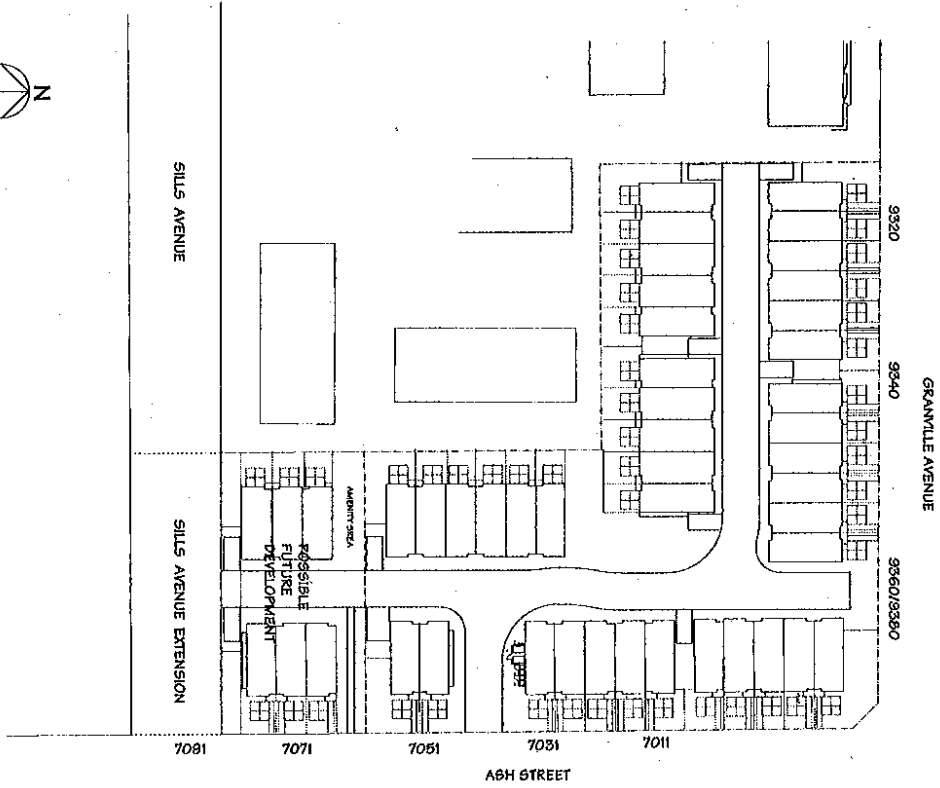 N
SILLS AVENUE
SILLS AVENUE EXTENSION
9320
9340
9360/9380
GRANVILLE AVENUE
AMENITY AREA
POSSIBLE
FUTURE
DEVELOPMENT
7081
7071
7051
7031
7011
ASH STREET